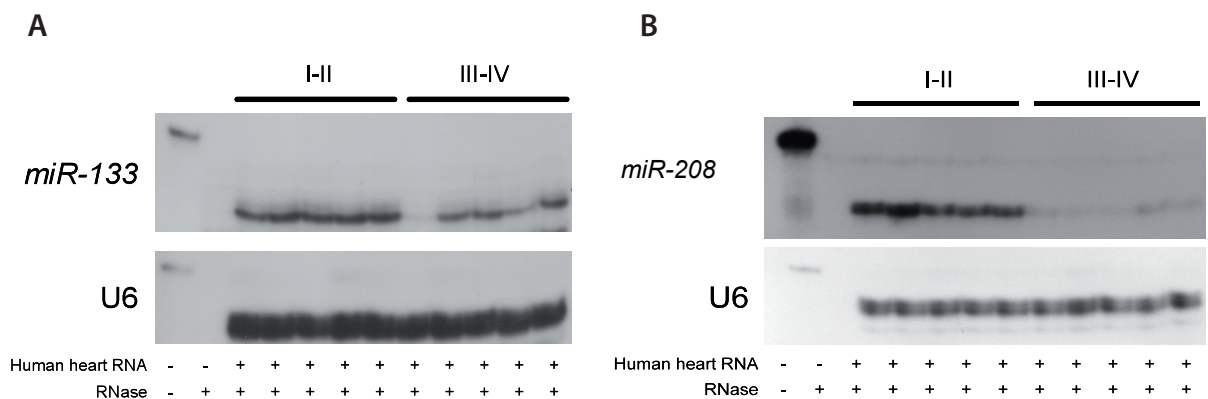 A
I-II III-IV
miR-133
U6
Human heart RNA - - + + + + + + + + + +
RNase - + + + + + + + + + + +
B
I-II III-IV
miR-208
U6
Human heart RNA - - + + + + + + + + + +
RNase - + + + + + + + + + + +